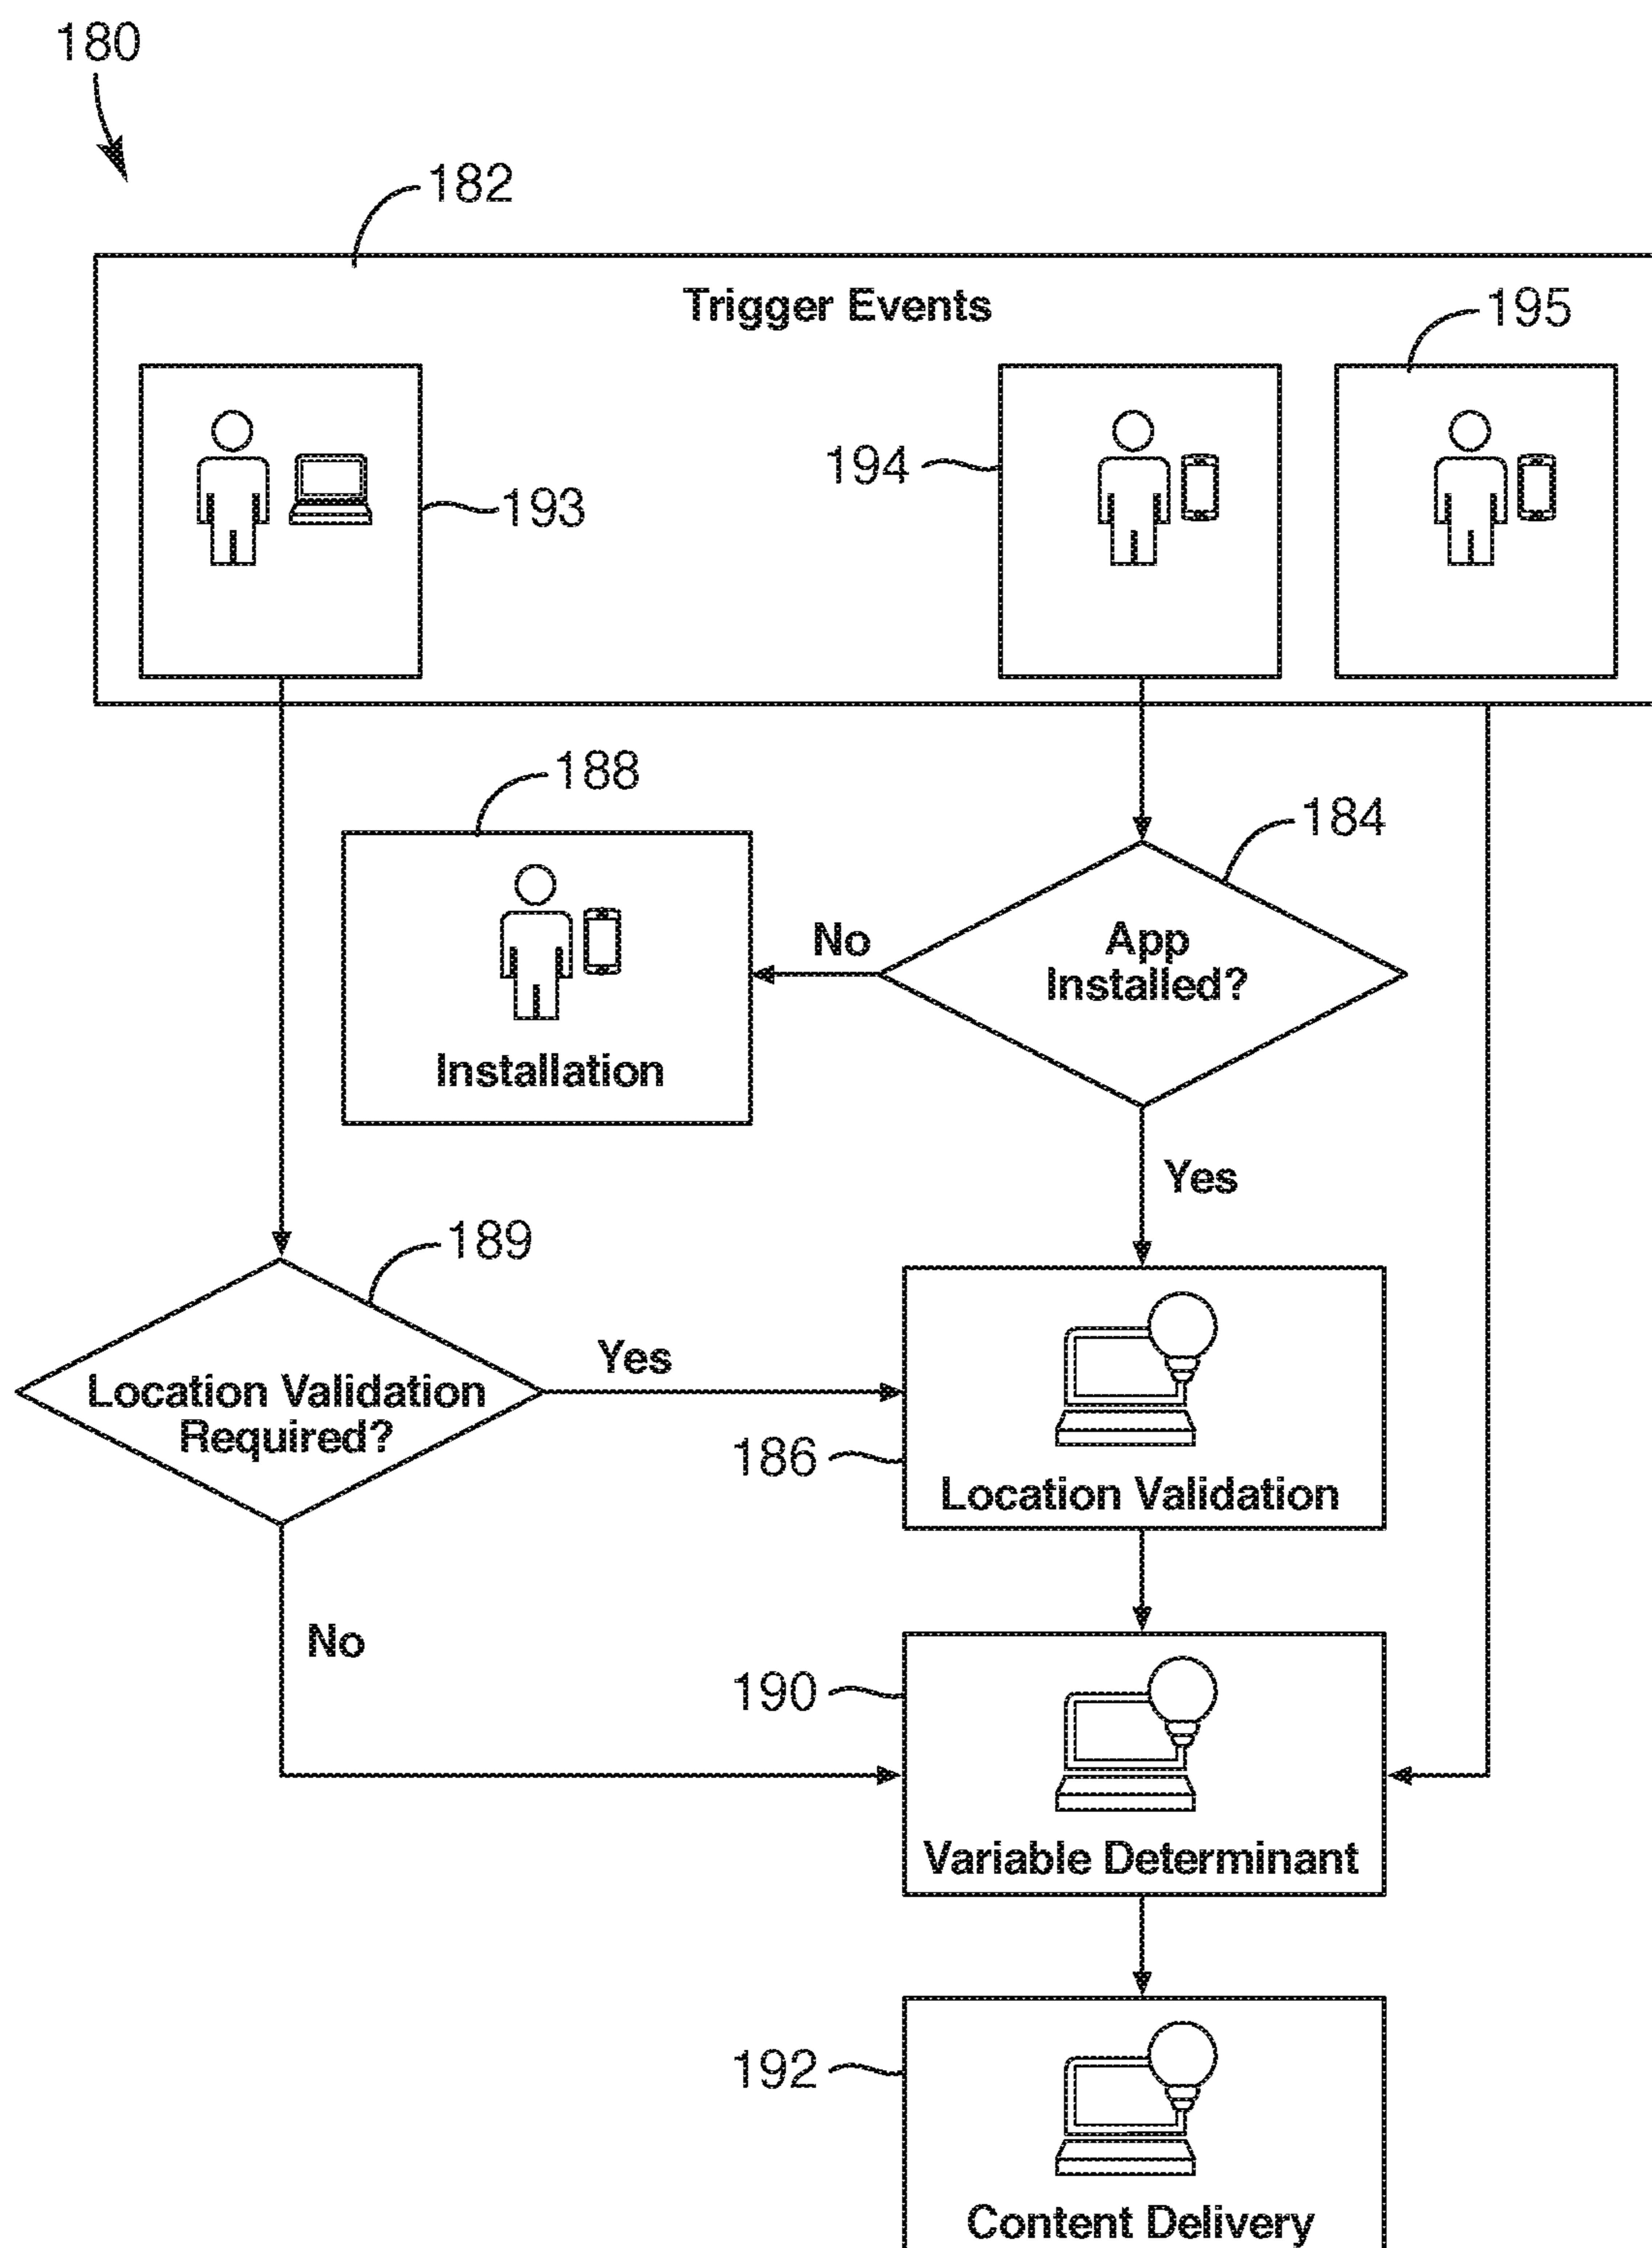 180
182
Trigger Events
195
194
193
188
184
No
App
Installed?
Installation
Yes
189
Yes
Location Validation
Required?
186
Location Validation
No
190
Variable Determinant
192
Content Delivery